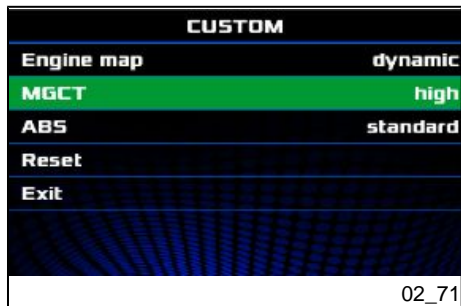 CUSTOM
Engine map dynamic
MGCT high
ABS standard
Reset
Exit
02_71